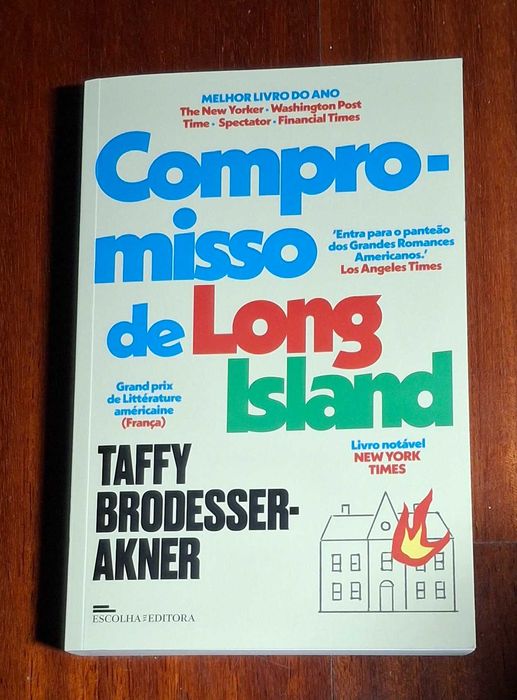 MELHOR LIVRO DO ANO
The New Yorker • Washington Post
Time • Spectator • Financial Times
Compro-
misso
'Entra para o panteão
dos Grandes Romances
Americanos.'
Los Angeles Times
de Long
Island
Grand prix
de Littérature
américaine
(França)
Livro notável
NEW YORK
TIMES
TAFFY
BRODESSER-
AKNER
ESCOLHA EDITORA